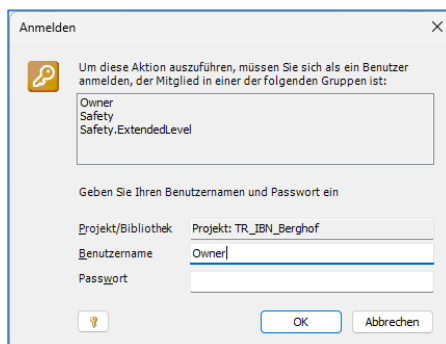 Anmelden
Um diese Aktion auszuführen, müssen Sie sich als ein Benutzer
anmelden, der Mitglied in einer der folgenden Gruppen ist:
Owner
Safety
Safety.ExtendedLevel
Geben Sie Ihren Benutzernamen und Passwort ein
Projekt/Bibliothek Projekt: TR_IBN_Berghof
Benutzername Owner
Passwort
OK Abbrechen